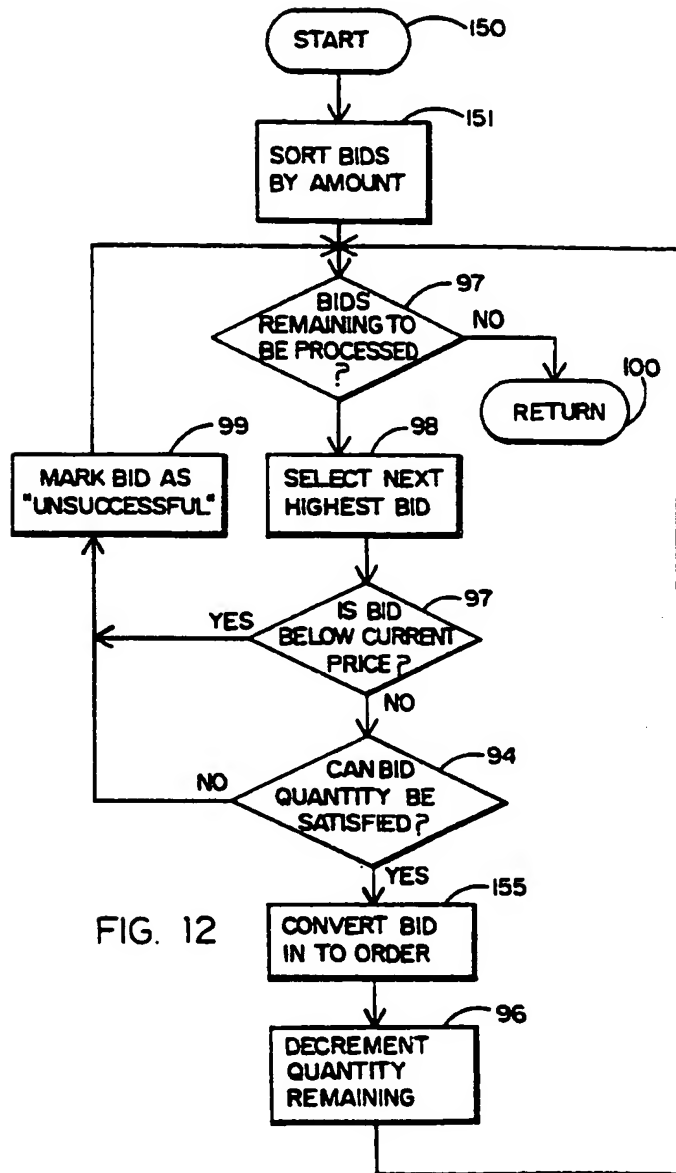 START
150
151
SORT BIDS
BY AMOUNT
97
BIDS
REMAINING TO
BE PROCESSED
?
NO
100
RETURN
99
MARK BID AS
"UNSUCCESSFUL"
98
SELECT NEXT
HIGHEST BID
97
YES
IS BID
BELOW CURRENT
PRICE?
NO
94
NO
CAN BID
QUANTITY BE
SATISFIED?
YES
155
FIG. 12
CONVERT BID
IN TO ORDER
96
DECREMENT
QUANTITY
REMAINING